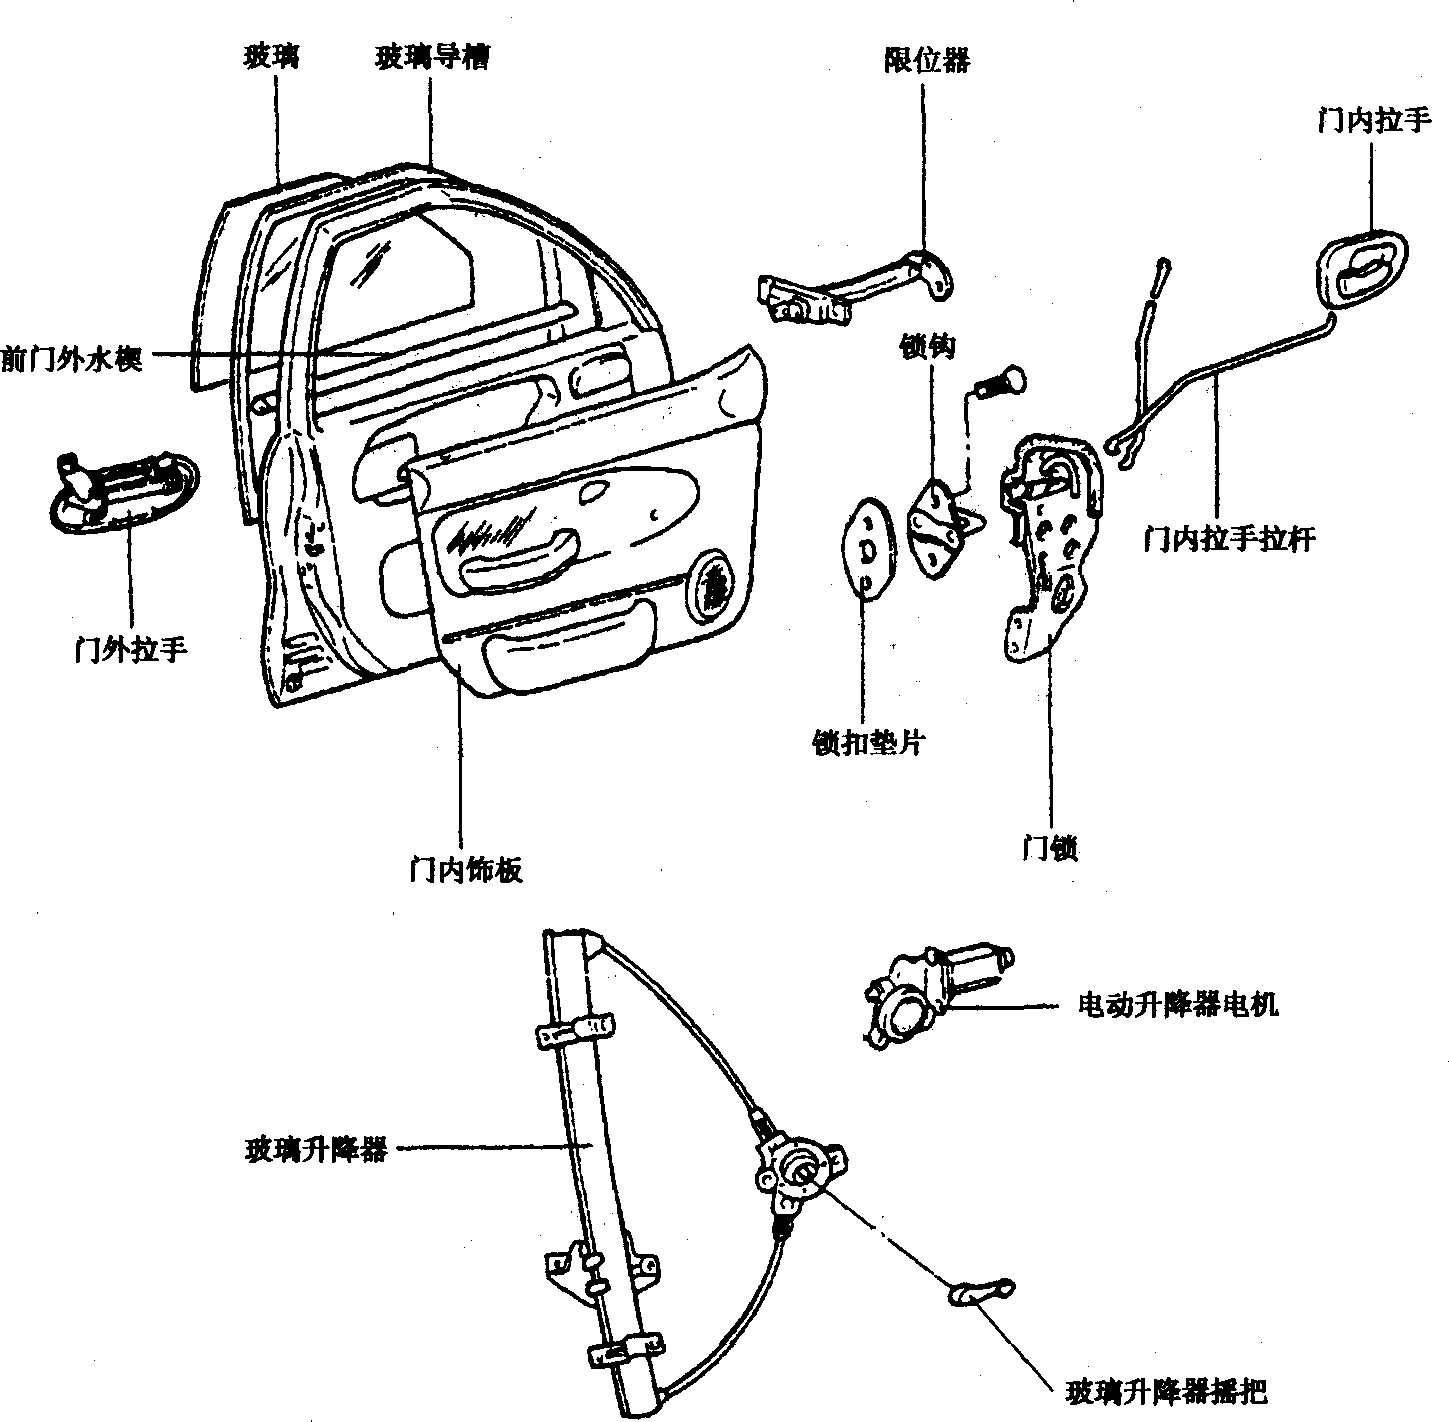 玻璃
玻璃导槽
限位器
门内拉手
前门外水楔
锁钩
门内拉手拉杆
门外拉手
锁扣垫片
门锁
门内饰板
电动升降器电机
玻璃升降器
玻璃升降器摇把